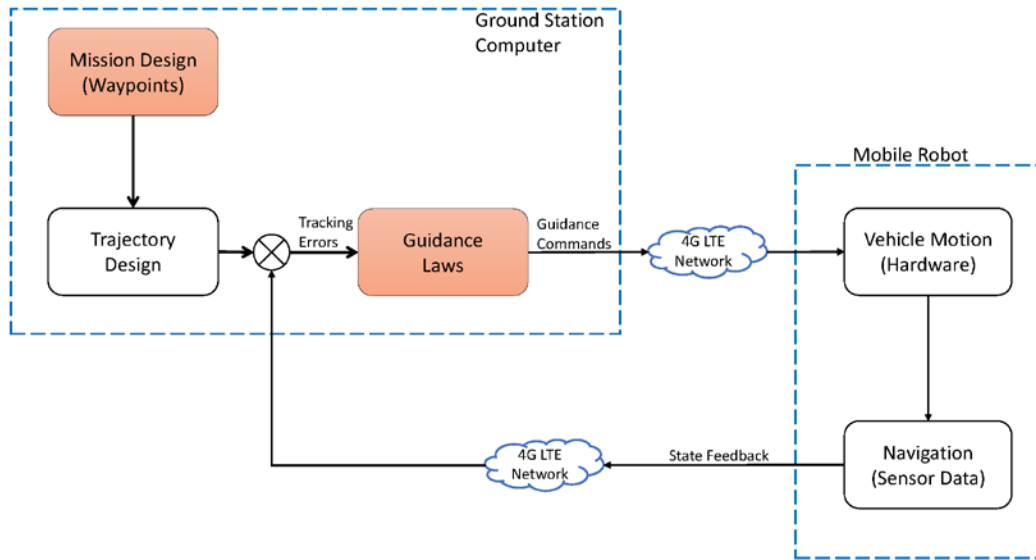 Ground Station
Computer
Mission Design
(Waypoints)
Mobile Robot
Trajectory
Design
Tracking
Errors
Guidance
Laws
Guidance
Commands
4G LTE
Network
Vehicle Motion
(Hardware)
4G LTE
Network
State Feedback
Navigation
(Sensor Data)